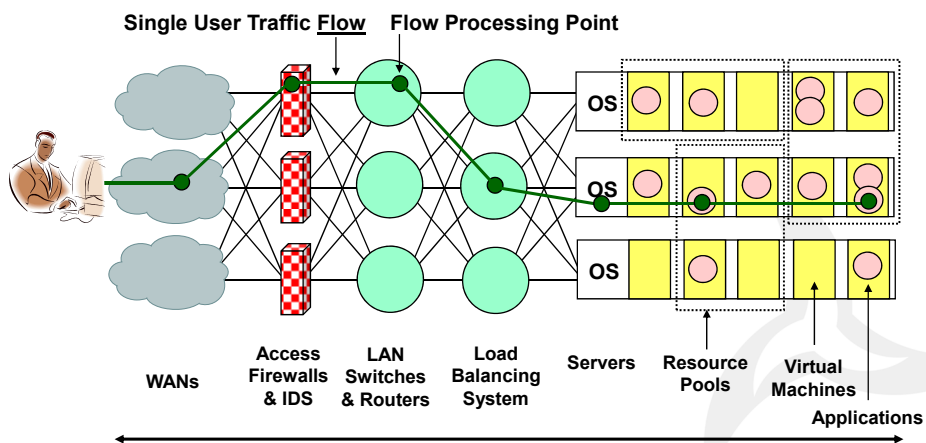 Single User Traffic Flow
Flow Processing Point
OS
OS
OS
WANs
Access
Firewalls
& IDS
LAN
Switches
& Routers
Load
Balancing
System
Servers
Resource
Pools
Virtual
Machines
Applications